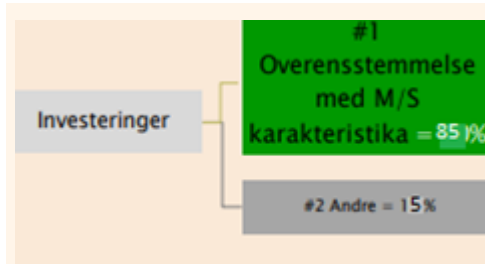 #1
Overensstemmelse
med M/S
karakteristika = 85%
Investeringer
#2 Andre = 15%